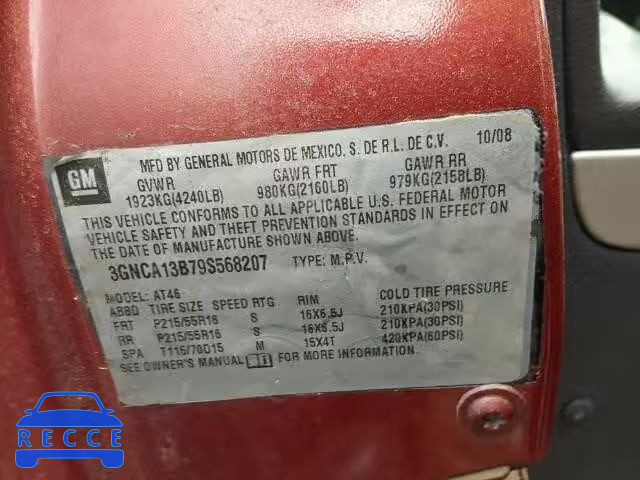 GM
MFD BY GENERAL MOTORS DE MEXICO, S. DE R.L. DE C.V. 10/08
GVWR GAWR FRT GAWR RR
1923KG(4240LB) 980KG(2160LB) 979KG(2158LB)
THIS VEHICLE CONFORMS TO ALL APPLICABLE U.S. FEDERAL MOTOR
VEHICLE SAFETY AND THEFT PREVENTION STANDARDS IN EFFECT ON
THE DATE OF MANUFACTURE SHOWN ABOVE.
3GNCA13B79S568207 TYPE: M.P.V.
MODEL: AT46
ABBD TIRE SIZE SPEED RTG RIM COLD TIRE PRESSURE
FRT P215/55R16 S 16X6.5J 210KPA(30PSI)
RR P215/55R16 S 16X6.5J 210KPA(30PSI)
SPA T115/70D15 M 15X4T 420KPA(60PSI)
SEE OWNER'S MANUAL FOR MORE INFORMATION.
RECCE